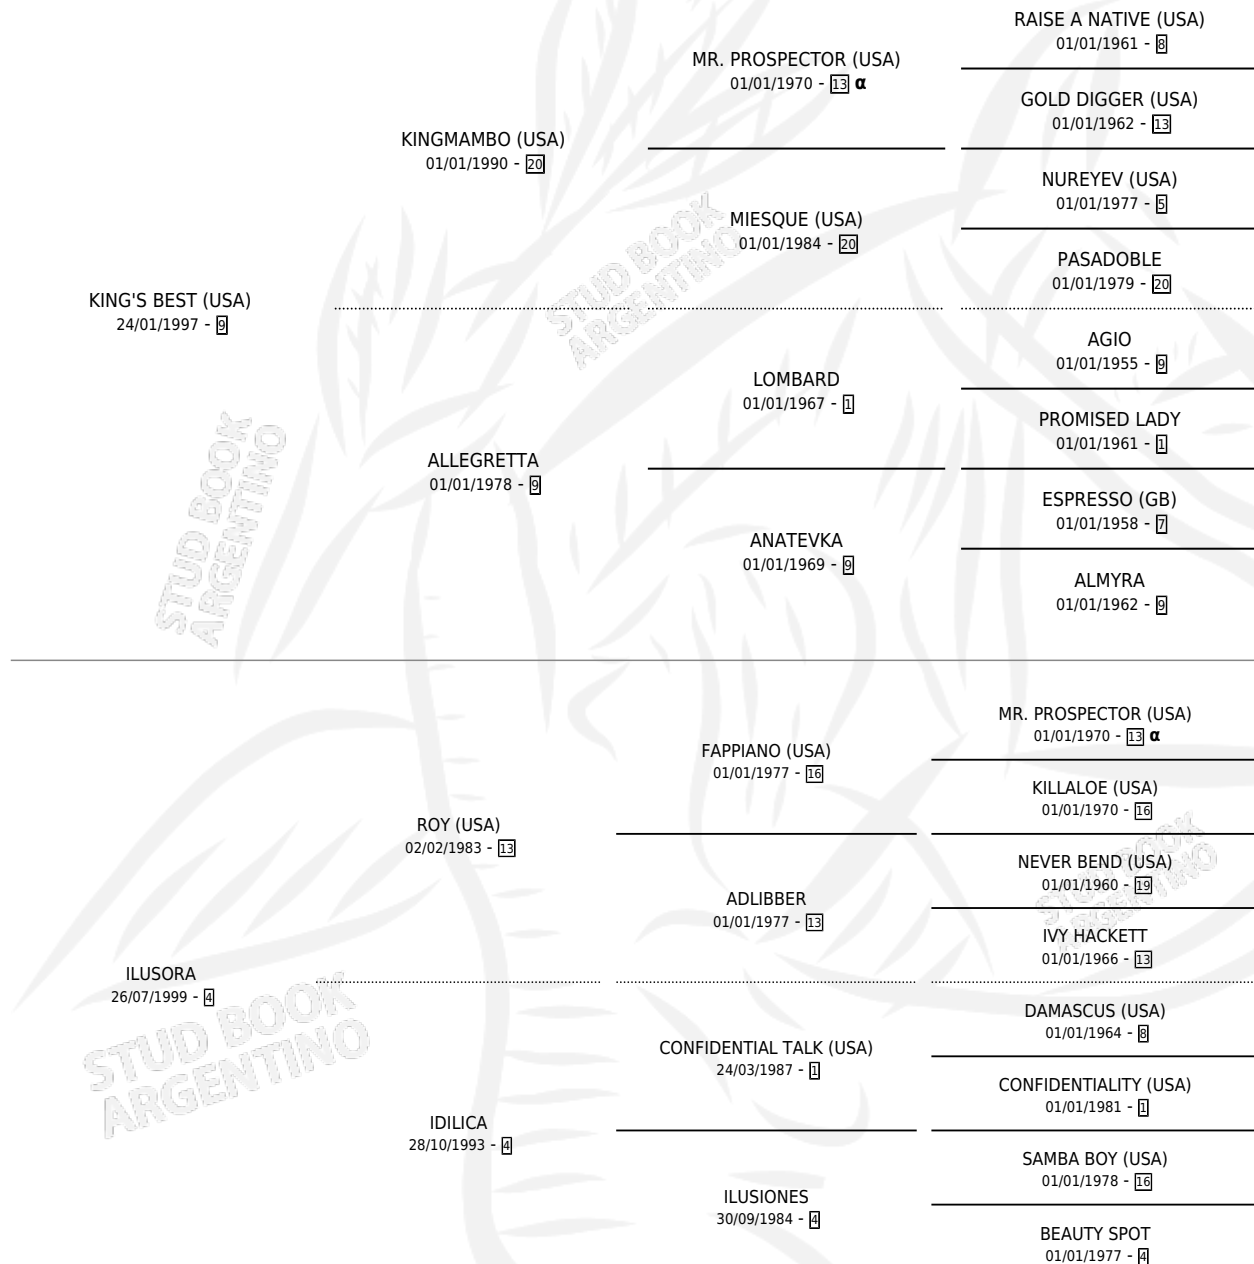 RAISE A NATIVE (USA)
01/01/1961 - 8
MR. PROSPECTOR (USA)
01/01/1970 - 13 α
GOLD DIGGER (USA)
01/01/1962 - 13
KINGMAMBO (USA)
01/01/1990 - 20
NUREYEV (USA)
01/01/1977 - 5
MIESQUE (USA)
01/01/1984 - 20
PASADOBLE
01/01/1979 - 20
KING'S BEST (USA)
24/01/1997 - 9
AGIO
01/01/1955 - 9
LOMBARD
01/01/1967 - 1
PROMISED LADY
01/01/1961 - 1
ALLEGRETTA
01/01/1978 - 9
ESPRESSO (GB)
01/01/1958 - 7
ANATEVKA
01/01/1969 - 9
ALMYRA
01/01/1962 - 9
MR. PROSPECTOR (USA)
01/01/1970 - 13 α
FAPPIANO (USA)
01/01/1977 - 16
KILLALOE (USA)
01/01/1970 - 16
ROY (USA)
02/02/1983 - 13
NEVER BEND (USA)
01/01/1960 - 19
ADLIBBER
01/01/1977 - 13
IVY HACKETT
01/01/1966 - 13
ILUSORA
26/07/1999 - 4
DAMASCUS (USA)
01/01/1964 - 8
CONFIDENTIAL TALK (USA)
24/03/1987 - 1
CONFIDENTIALITY (USA)
01/01/1981 - 1
IDILICA
28/10/1993 - 4
SAMBA BOY (USA)
01/01/1978 - 16
ILUSIONES
30/09/1984 - 4
BEAUTY SPOT
01/01/1977 - 4
STUD BOOK
ARGENTINO
STUD BOOK
ARGENTINO
STUD BOOK
ARGENTINO
STUD BOOK
ARGENTINO